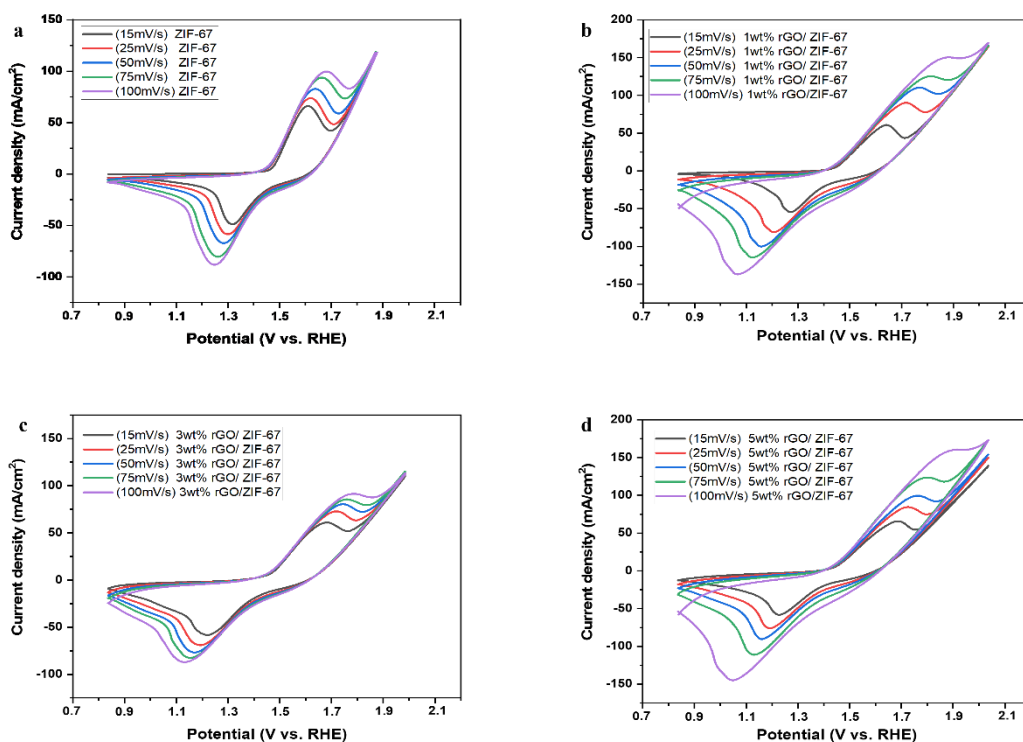 a
(15mV/s) ZIF-67
(25mV/s) ZIF-67
(50mV/s) ZIF-67
(75mV/s) ZIF-67
(100mV/s) ZIF-67
Current density (mA/cm²)
150
100
50
0
-50
-100
0.7 0.9 1.1 1.3 1.5 1.7 1.9 2.1
Potential (V vs. RHE)
b
(15mV/s) 1wt% rGO/ ZIF-67
(25mV/s) 1wt% rGO/ ZIF-67
(50mV/s) 1wt% rGO/ ZIF-67
(75mV/s) 1wt% rGO/ ZIF-67
(100mV/s) 1wt% rGO/ZIF-67
Current density (mA/cm²)
200
150
100
50
0
-50
-100
-150
0.7 0.9 1.1 1.3 1.5 1.7 1.9 2.1
Potential (V vs. RHE)
c
(15mV/s) 3wt% rGO/ ZIF-67
(25mV/s) 3wt% rGO/ ZIF-67
(50mV/s) 3wt% rGO/ ZIF-67
(75mV/s) 3wt% rGO/ ZIF-67
(100mV/s) 3wt% rGO/ZIF-67
Current density (mA/cm²)
150
100
50
0
-50
-100
0.7 0.9 1.1 1.3 1.5 1.7 1.9 2.1
Potential (V vs. RHE)
d
(15mV/s) 5wt% rGO/ ZIF-67
(25mV/s) 5wt% rGO/ ZIF-67
(50mV/s) 5wt% rGO/ ZIF-67
(75mV/s) 5wt% rGO/ ZIF-67
(100mV/s) 5wt% rGO/ZIF-67
Current density (mA/cm²)
200
150
100
50
0
-50
-100
-150
0.7 0.9 1.1 1.3 1.5 1.7 1.9 2.1
Potential (V vs. RHE)